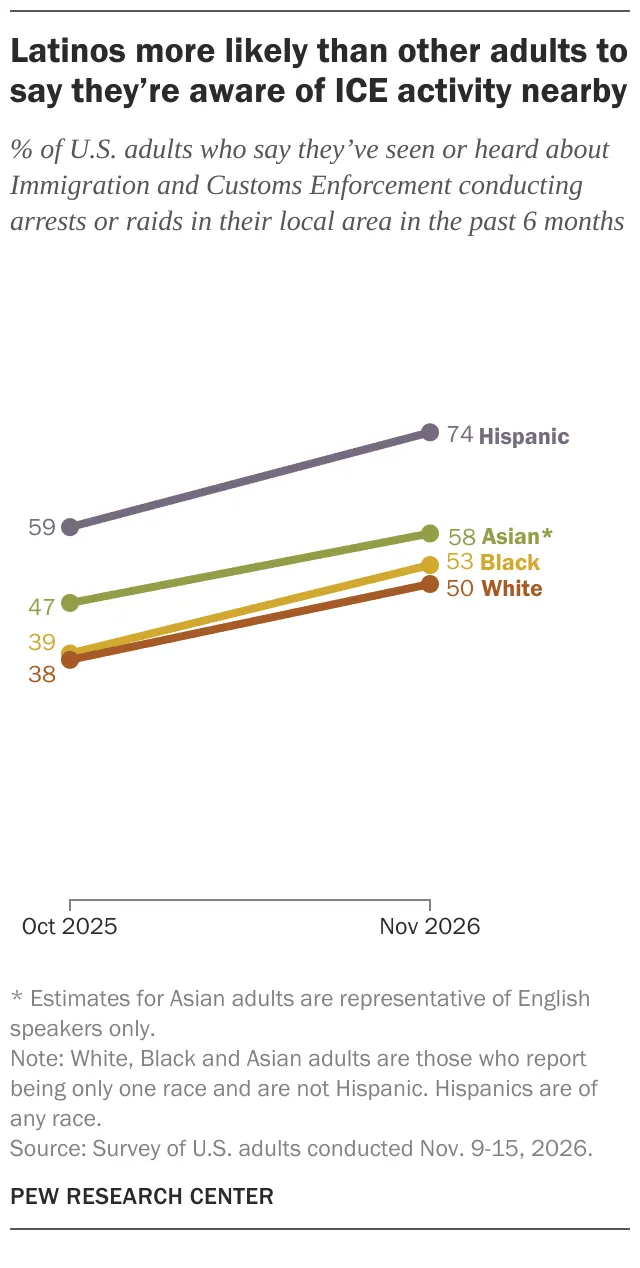 Latinos more likely than other adults to
say they’re aware of ICE activity nearby
% of U.S. adults who say they’ve seen or heard about
Immigration and Customs Enforcement conducting
arrests or raids in their local area in the past 6 months
74 Hispanic
59
58 Asian*
53 Black
50 White
47
39
38
Oct 2025
Nov 2026
* Estimates for Asian adults are representative of English
speakers only.
Note: White, Black and Asian adults are those who report
being only one race and are not Hispanic. Hispanics are of
any race.
Source: Survey of U.S. adults conducted Nov. 9-15, 2026.
PEW RESEARCH CENTER